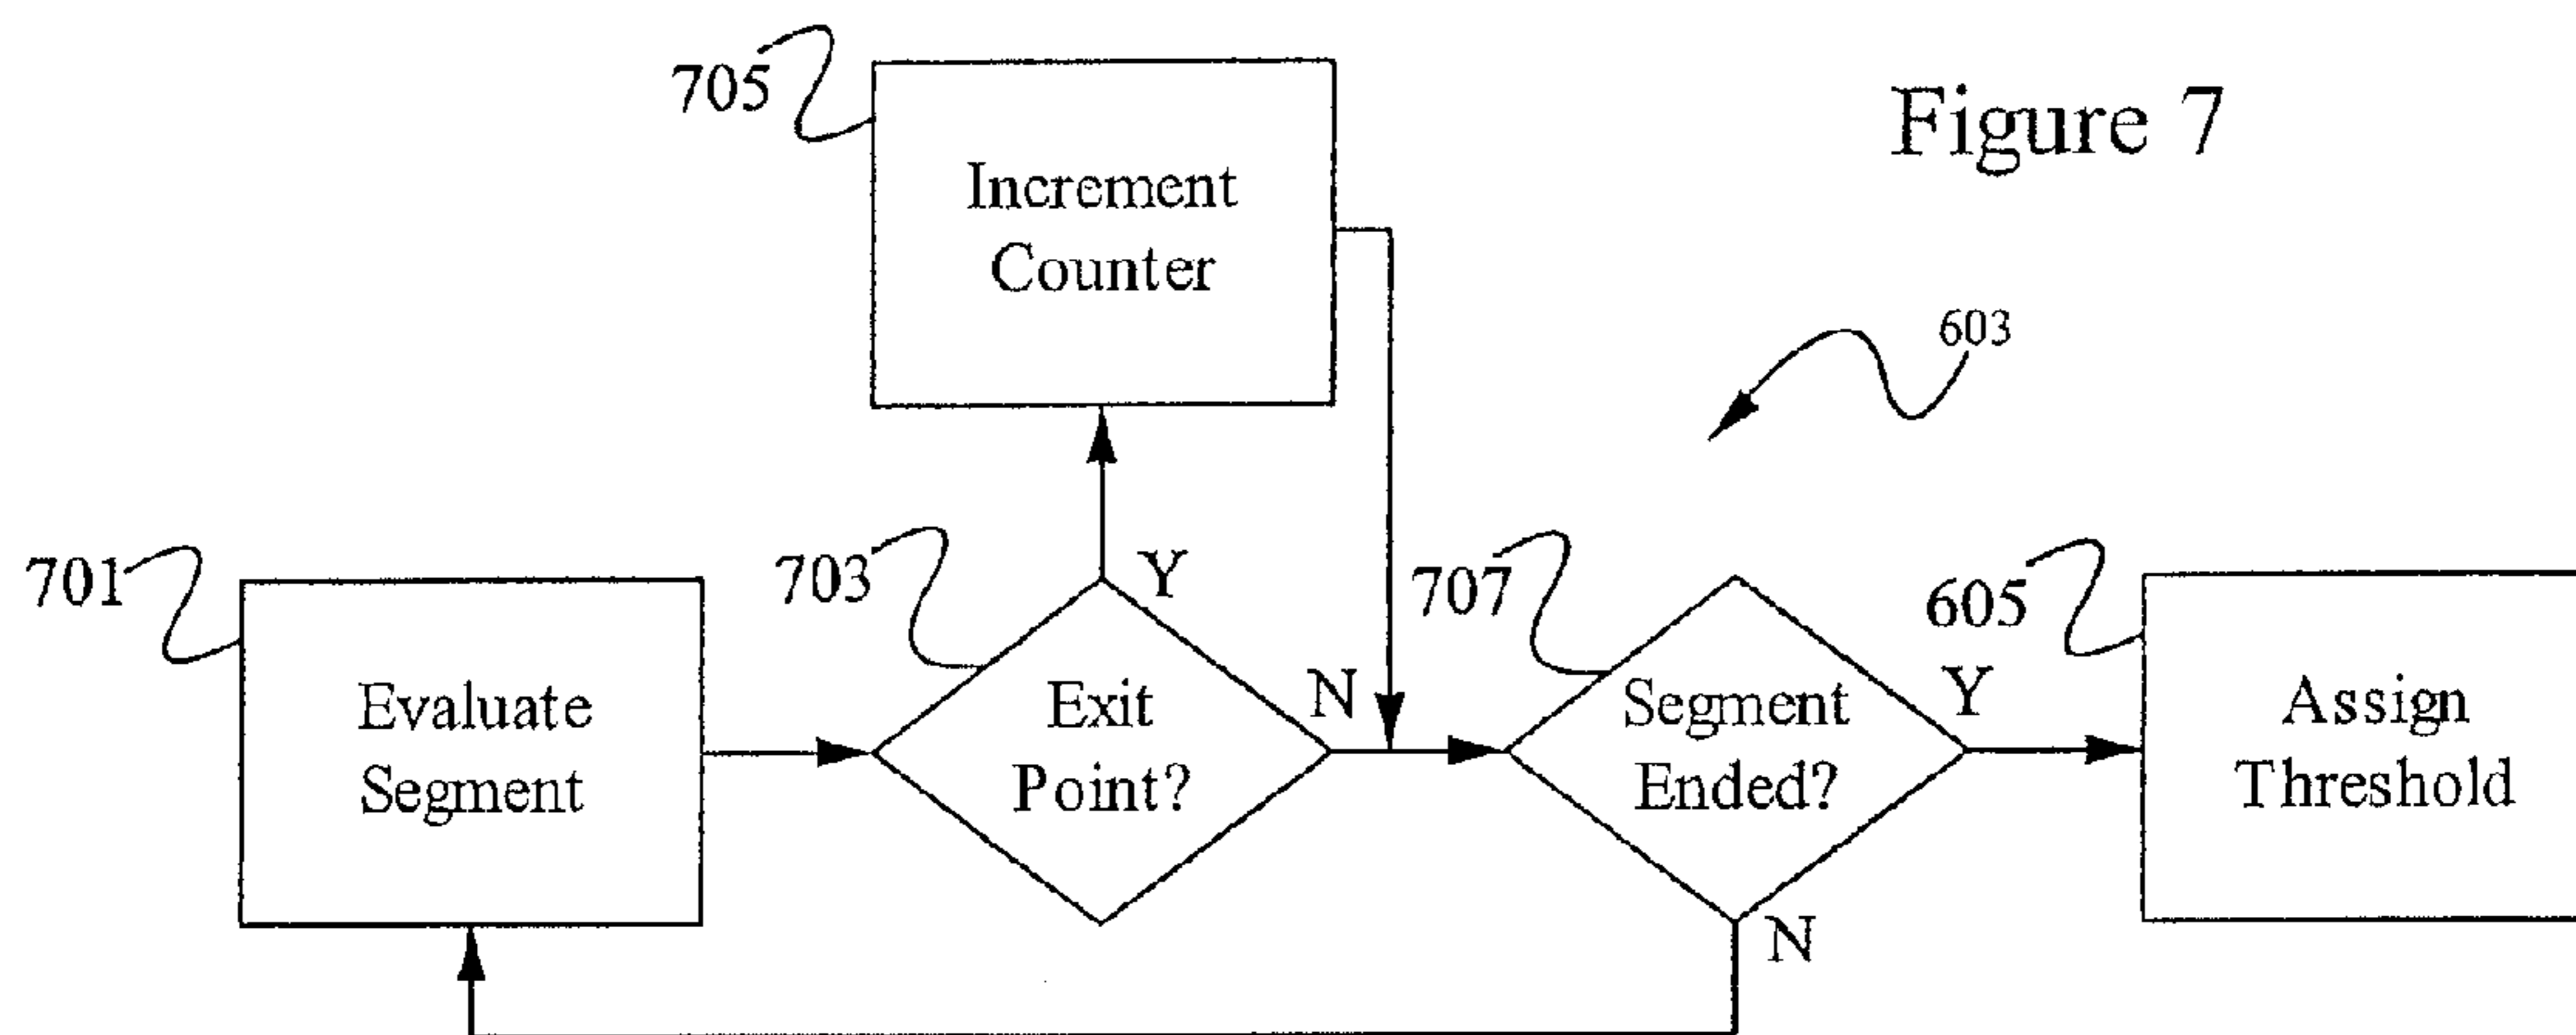 Figure 7
705
Increment
Counter
603
701
Evaluate
Segment
703
Y
Exit
Point?
N
707
Segment
Ended?
Y
N
605
Assign
Threshold